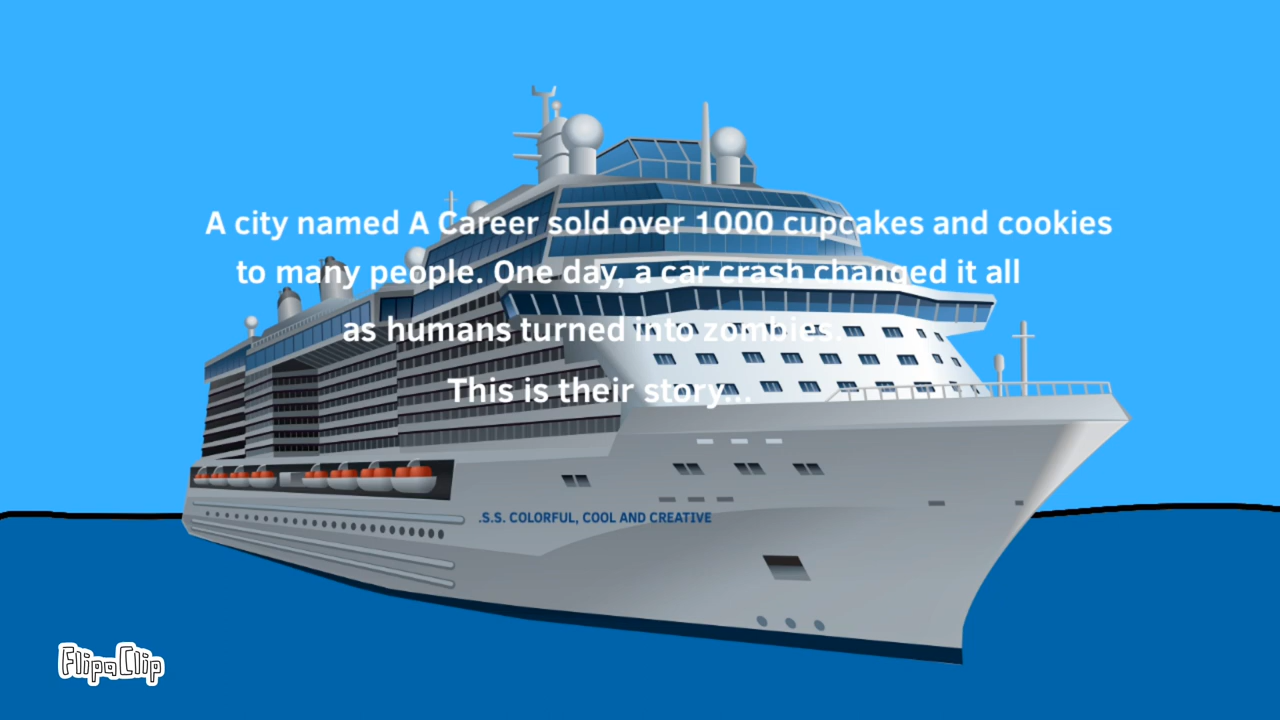 A city named A Career sold over 1000 cupcakes and cookies
to many people. One day, a car crash changed it all
as humans turned into zombies.
This is their story...
.S.S. COLORFUL, COOL AND CREATIVE
FlipaClip